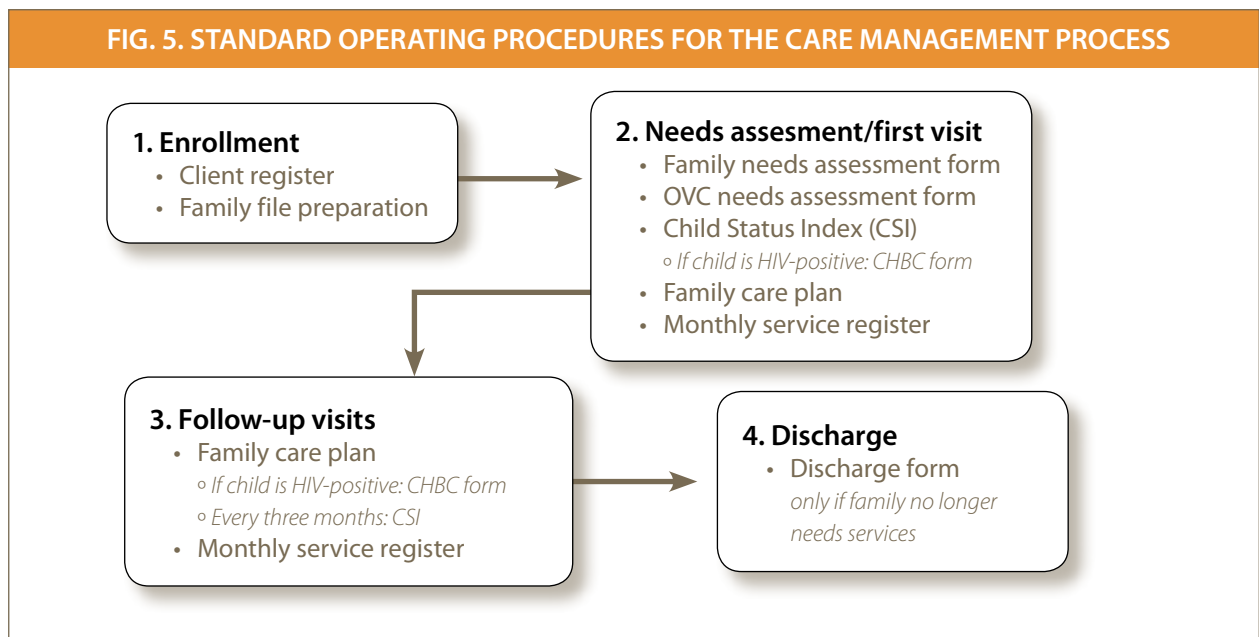 FIG. 5. STANDARD OPERATING PROCEDURES FOR THE CARE MANAGEMENT PROCESS
1. Enrollment
• Client register
• Family file preparation
2. Needs assesment/first visit
• Family needs assessment form
• OVC needs assessment form
• Child Status Index (CSI)
○ If child is HIV-positive: CHBC form
• Family care plan
• Monthly service register
3. Follow-up visits
• Family care plan
○ If child is HIV-positive: CHBC form
○ Every three months: CSI
• Monthly service register
4. Discharge
• Discharge form
only if family no longer
needs services